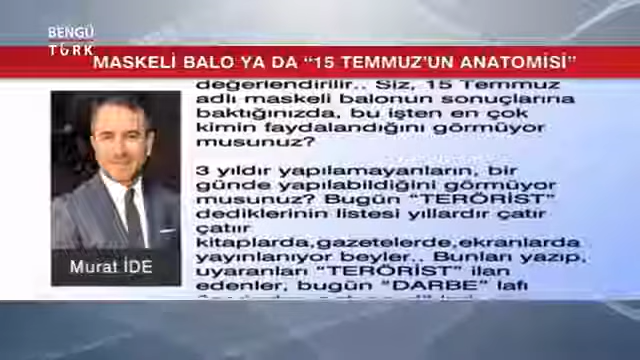 BENGÜ
TÜRK
MASKELİ BALO YA DA “15 TEMMUZ’UN ANATOMİSİ”
değerlendirilir.. Siz, 15 Temmuz
adlı maskeli balonun sonuçlarına
baktığınızda, bu işten en çok
kimin faydalandığını görmüyor
musunuz?
3 yıldır yapılamayanların, bir
günde yapılabildiğini görmüyor
musunuz? Bugün “TERÖRİST”
dediklerinin listesi yıllardır çatır
çatıır
kitaplarda,gazetelerde,ekranlarda
yayınlanıyor beyler.. Bunları yazıp,
uyaranları “TERÖRİST” ilan
edenler, bugün “DARBE” lafı
Murat İDE